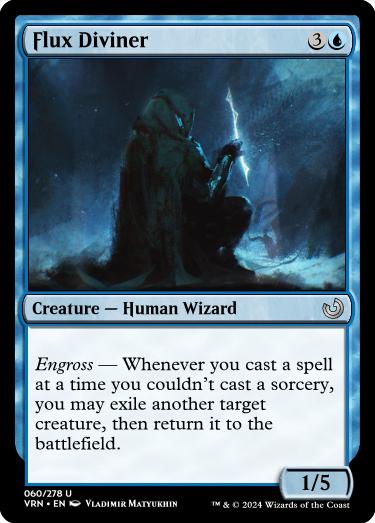 Flux Diviner 3
Creature — Human Wizard
Engross — Whenever you cast a spell
at a time you couldn't cast a sorcery,
you may exile another target
creature, then return it to the
battlefield.
1/5
060/278 U
VRN • EN Vladimir Matyukhin ™ & © 2024 Wizards of the Coast